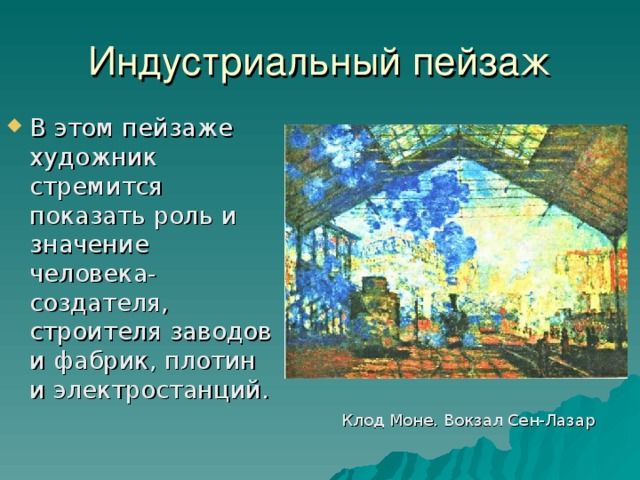 Индустриальный пейзаж
В этом пейзаже
художник
стремится
показать роль и
значение
человека-
создателя,
строителя заводов
и фабрик, плотин
и электростанций.
Клод Моне. Вокзал Сен-Лазар